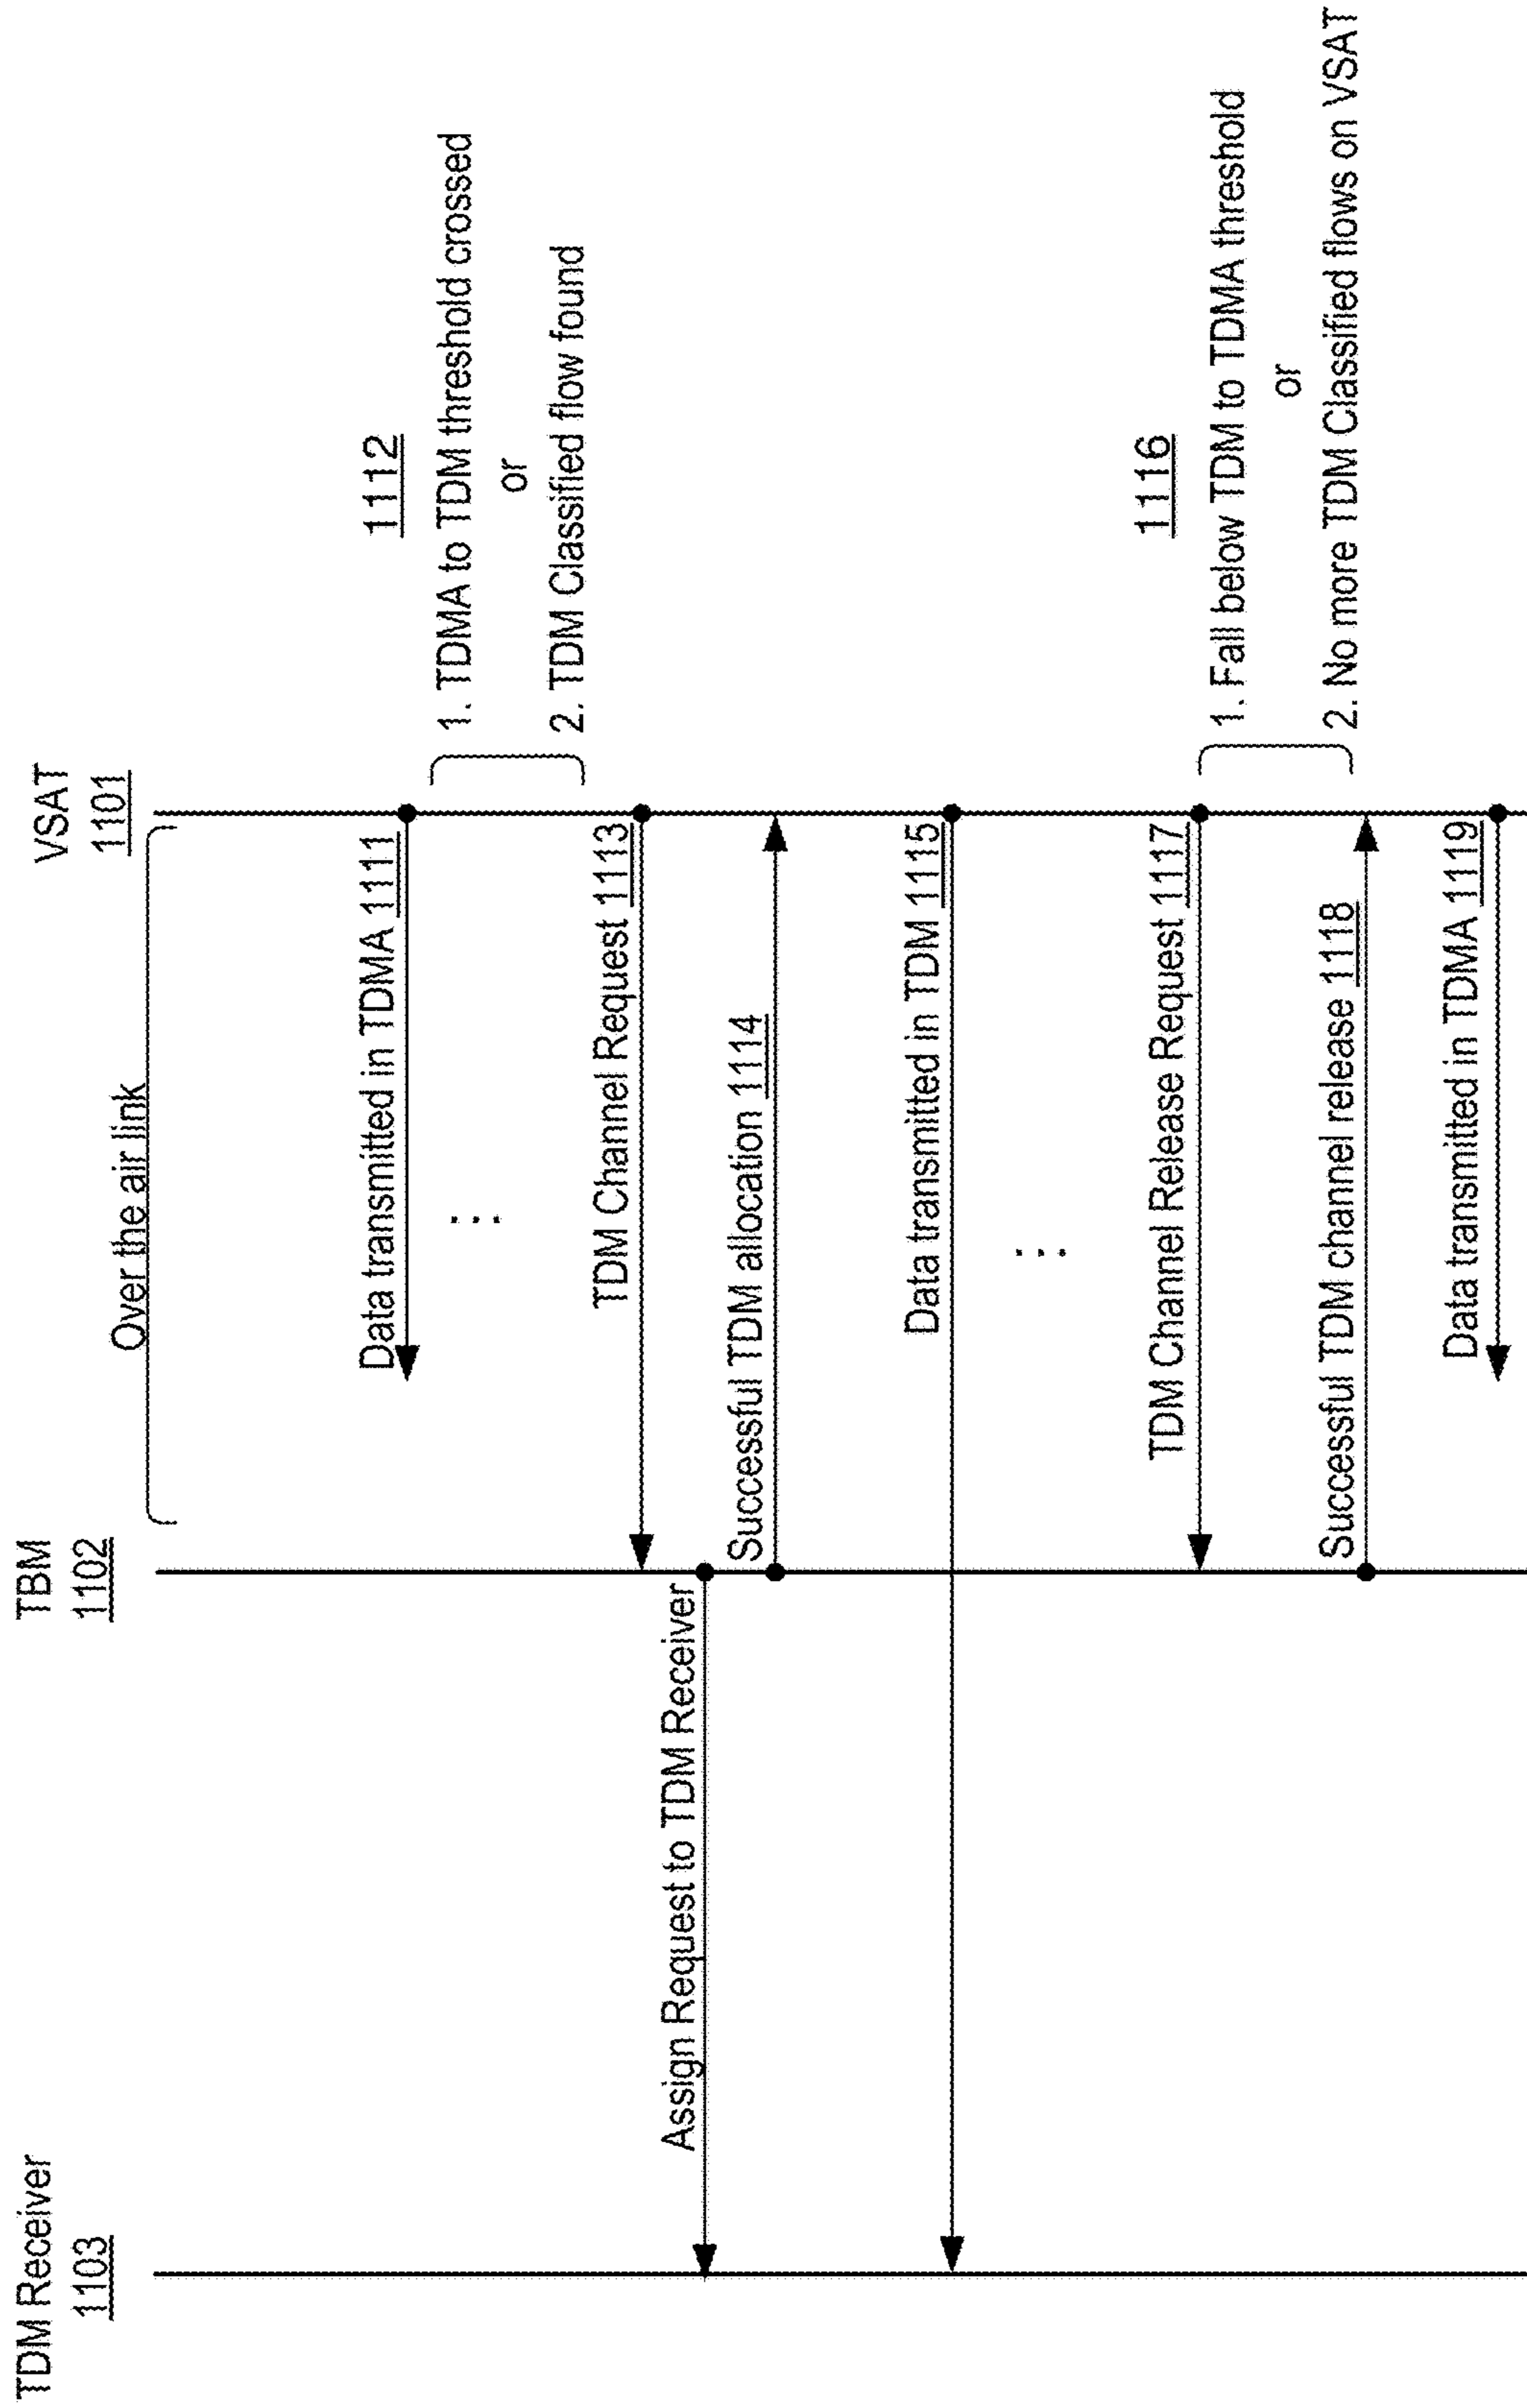 TDM Receiver
1103
TBM
1102
VSAT
1101
Over the air link
Data transmitted in TDMA 1111
1112
1. TDMA to TDM threshold crossed
or
2. TDM Classified flow found
...
TDM Channel Request 1113
Assign Request to TDM Receiver
Successful TDM allocation 1114
Data transmitted in TDM 1115
...
1116
1. Fall below TDM to TDMA threshold
or
2. No more TDM Classified flows on VSAT
TDM Channel Release Request 1117
Successful TDM channel release 1118
Data transmitted in TDMA 1119